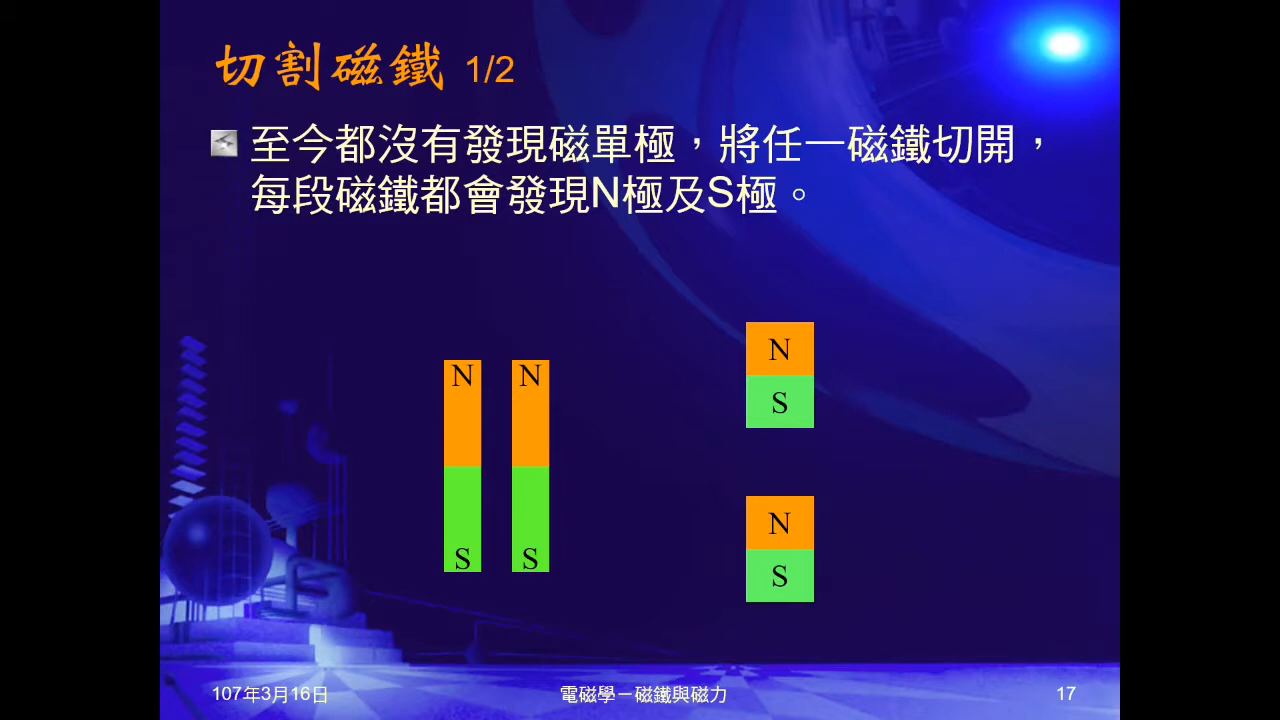 切割磁鐵 1/2
至今都沒有發現磁單極，將任一磁鐵切開，
每段磁鐵都會發現N極及S極。
N N
S S
N
S
N
S
107年3月16日 電磁學－磁鐵與磁力 17